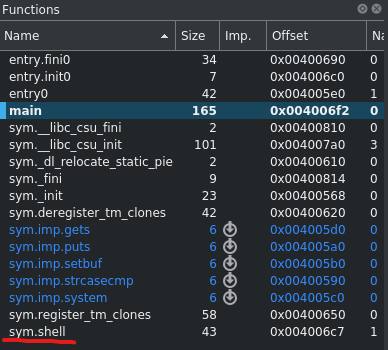 Functions
Name Size Imp. Offset Na
entry.fini0 34 0x00400690 0
entry.init0 7 0x004006c0 0
entry0 42 0x004005e0 1
main 165 0x004006f2 0
sym.__libc_csu_fini 2 0x00400810 0
sym.__libc_csu_init 101 0x004007a0 3
sym._dl_relocate_static_pie 2 0x00400610 0
sym._fini 9 0x00400814 0
sym._init 23 0x00400568 0
sym.deregister_tm_clones 42 0x00400620 0
sym.imp.gets 6 0x004005d0 0
sym.imp.puts 6 0x004005a0 0
sym.imp.setbuf 6 0x004005b0 0
sym.imp.strcasecmp 6 0x00400590 0
sym.imp.system 6 0x004005c0 0
sym.register_tm_clones 58 0x00400650 0
sym.shell 43 0x004006c7 1